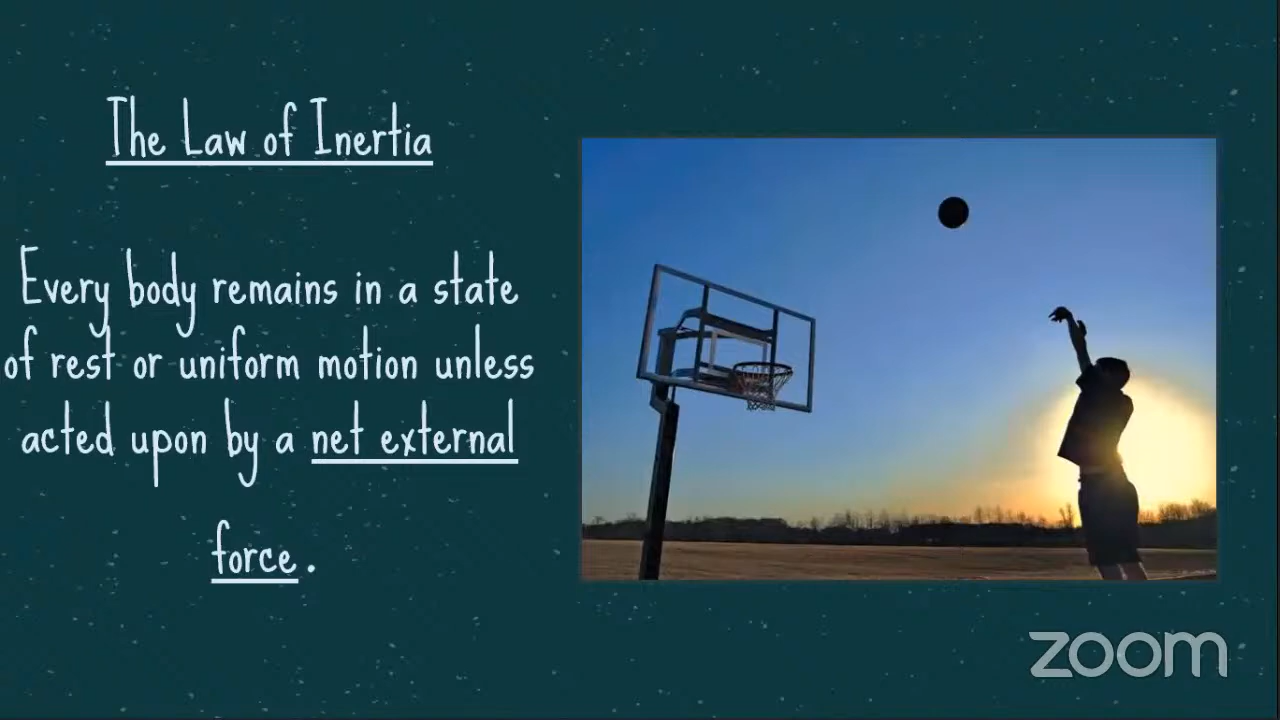 The Law of Inertia
Every body remains in a state
of rest or uniform motion unless
acted upon by a net external
force.
zoom